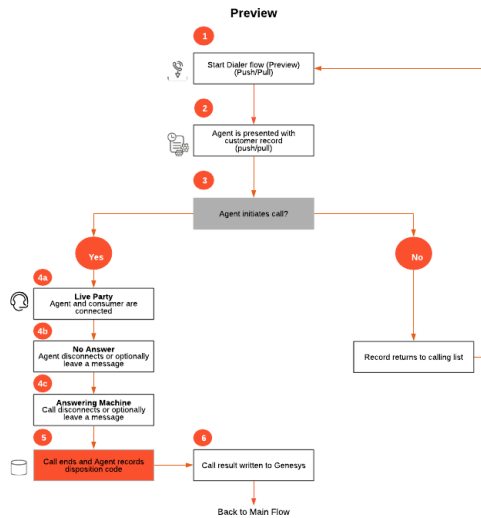 Preview
1
Start Dialer flow (Preview)
(Push/Pull)
2
Agent is presented with
customer record
(push/pull)
3
Agent initiates call?
Yes
No
4a
Live Party
Agent and consumer are
connected
4b
No Answer
Agent disconnects or optionally
leave a message
Record returns to calling list
4c
Answering Machine
Call disconnects or optionally
leave a message
5
Call ends and Agent records
disposition code
6
Call result written to Genesys
Back to Main Flow